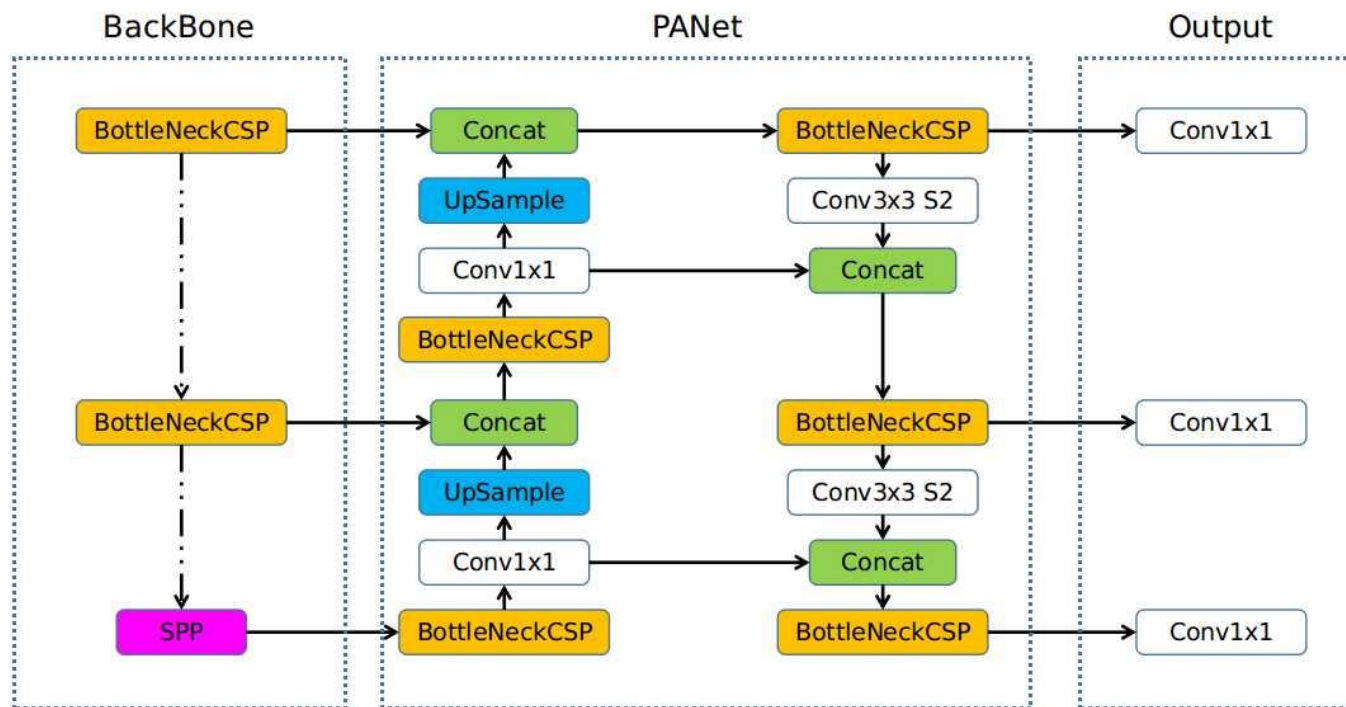 BackBone
PANet
Output
BottleNeckCSP
Concat
BottleNeckCSP
Conv1x1
UpSample
Conv3x3 S2
Conv1x1
Concat
BottleNeckCSP
BottleNeckCSP
Concat
BottleNeckCSP
Conv1x1
UpSample
Conv3x3 S2
Conv1x1
Concat
SPP
BottleNeckCSP
BottleNeckCSP
Conv1x1